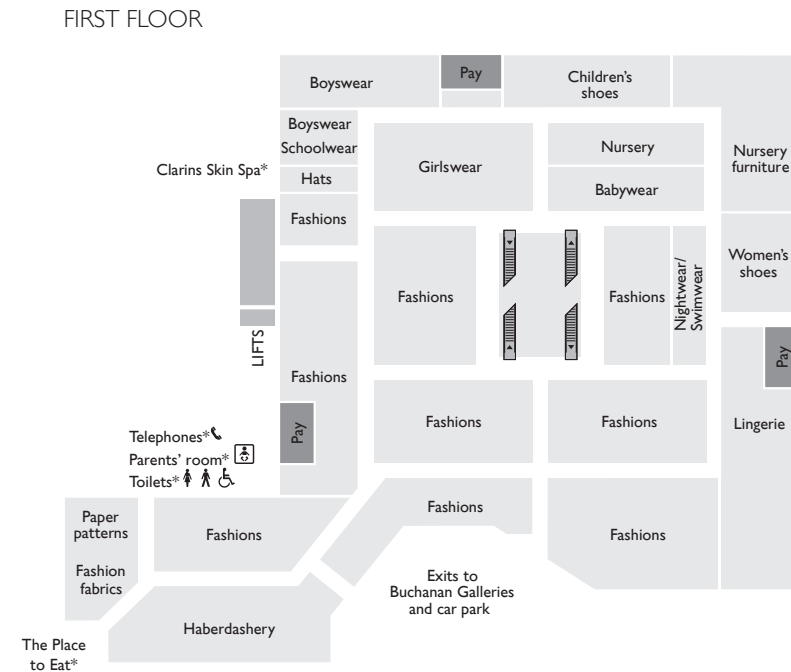 FIRST FLOOR
Boyswear
Pay
Children's
shoes
Boyswear
Schoolwear
Clarins Skin Spa*
Hats
Fashions
Girlswear
Nursery
Babywear
Nursery
furniture
Women's
shoes
Fashions
Fashions
Nightwear/
Swimwear
LIFTS
Fashions
Pay
Pay
Fashions
Fashions
Lingerie
Telephones*
Parents' room*
Toilets*
Paper
patterns
Fashion
fabrics
Fashions
Fashions
Fashions
Exits to
Buchanan Galleries
and car park
Haberdashery
The Place
to Eat*